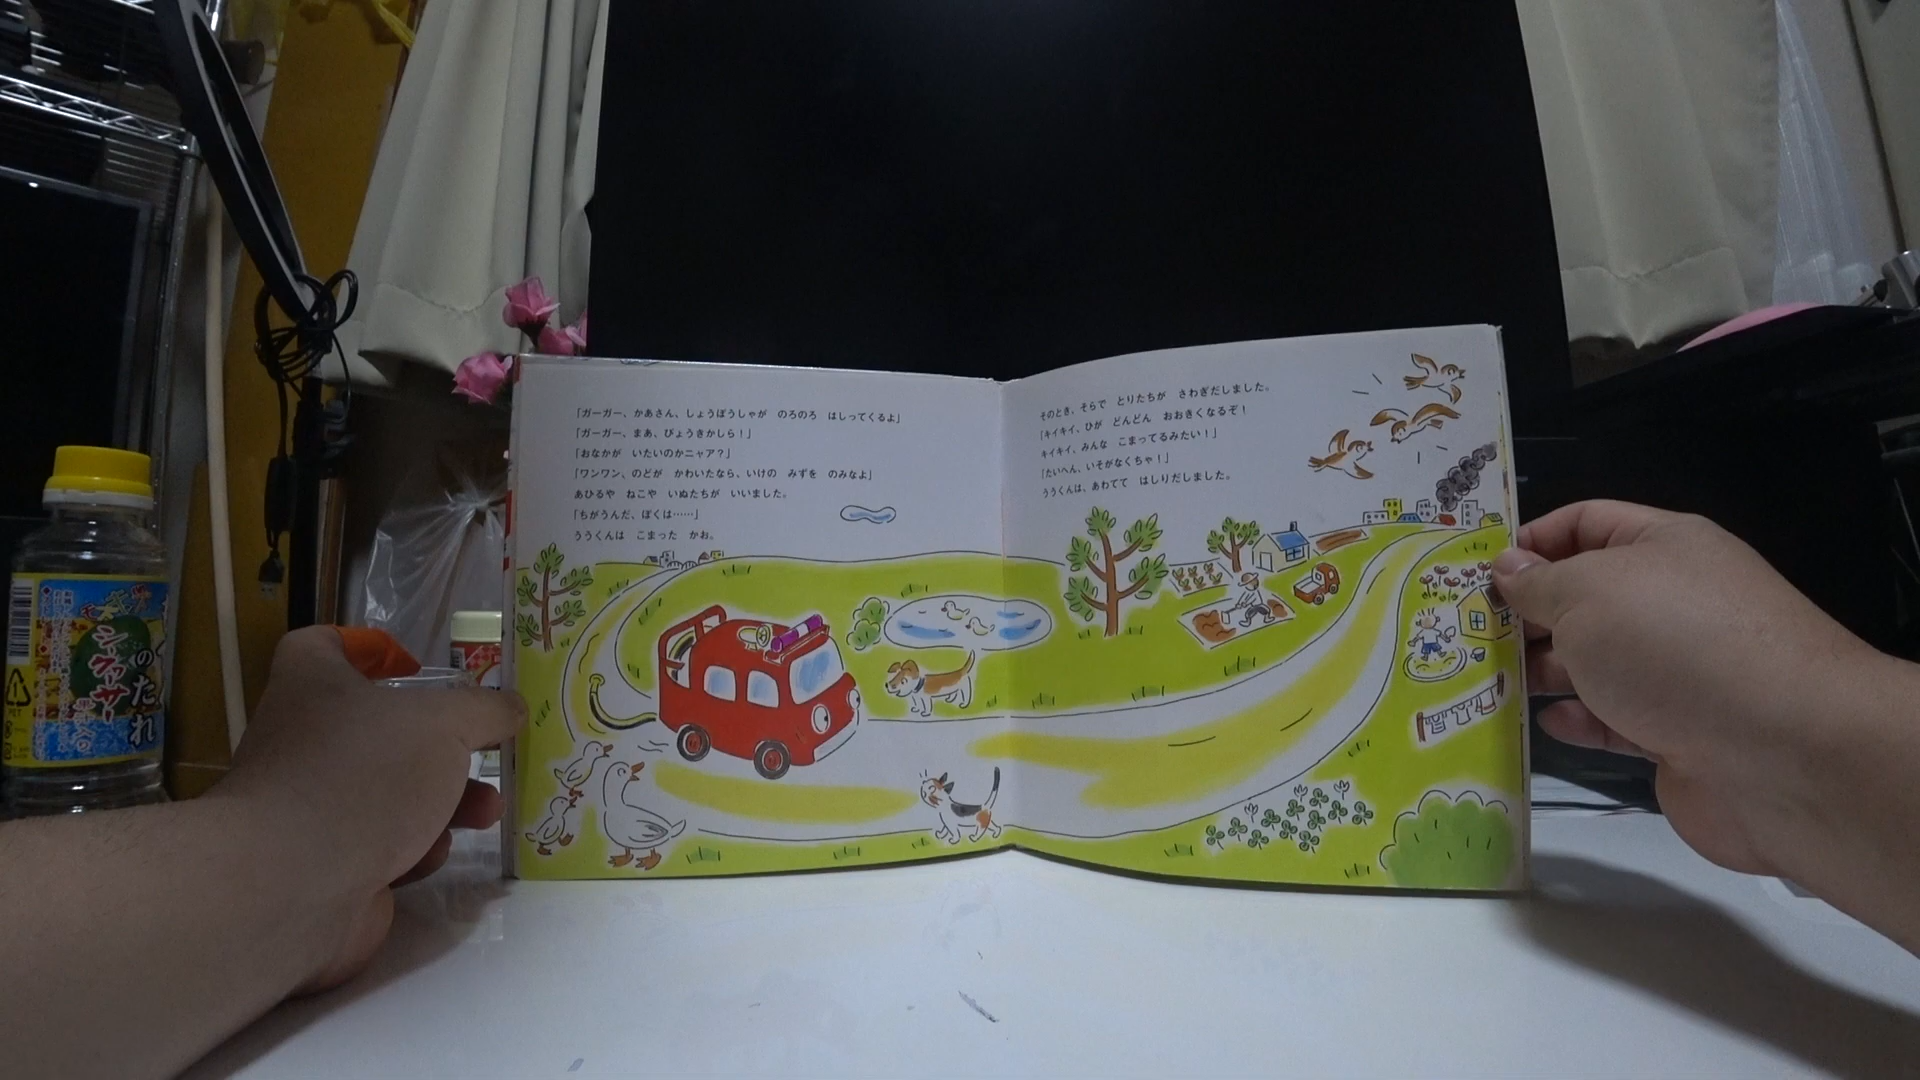 「ガーガー、かあさん、しょうぼうしゃが　のろのろ　はしってくるよ」
「ガーガー、まあ、びょうきかしら！」
「おなかが　いたいのかニャア？」
「ワンワン、のどが　かわいたなら、いけの　みずを　のみなよ」
あひるや　ねこや　いぬたちが　いいました。
「ちがうんだ、ぼくは……」
ううくんは　こまった　かお。
そのとき、そらで　とりたちが　さわぎだしました。
「キイキイ、ひが　どんどん　おおきくなるぞ！
キイキイ、みんな　こまってるみたい！」
「たいへん、いそがなくちゃ！」
ううくんは、あわてて　はしりだしました。
シークヮーサー
果汁入り
のたれ